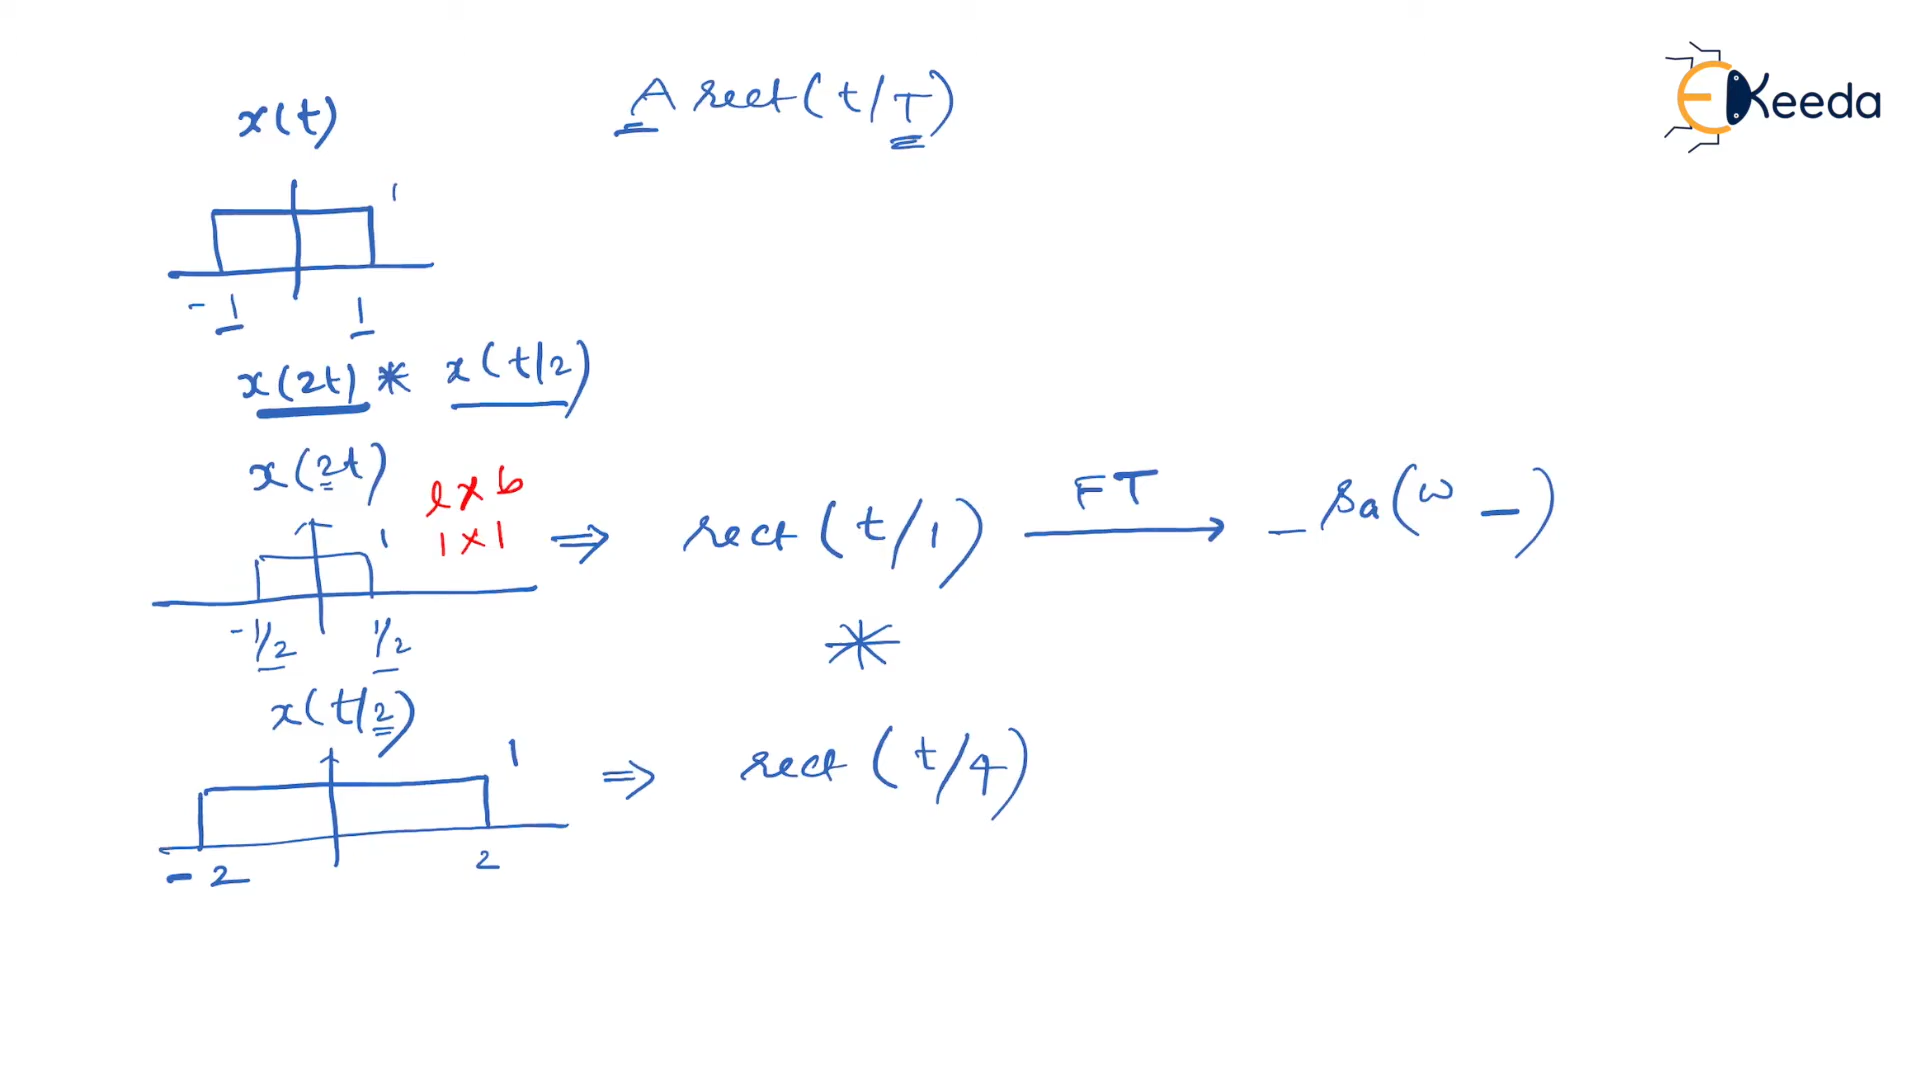 x(t)
A rect(t/T)
EKeeda
1
-1 1
x(2t) * x(t/2)
x(2t)
l x b
1 x 1
1
⇒ rect(t/1) FT → _ Sa(ω _)
-1/2 1/2
*
x(t/2)
1
⇒ rect(t/4)
-2 2